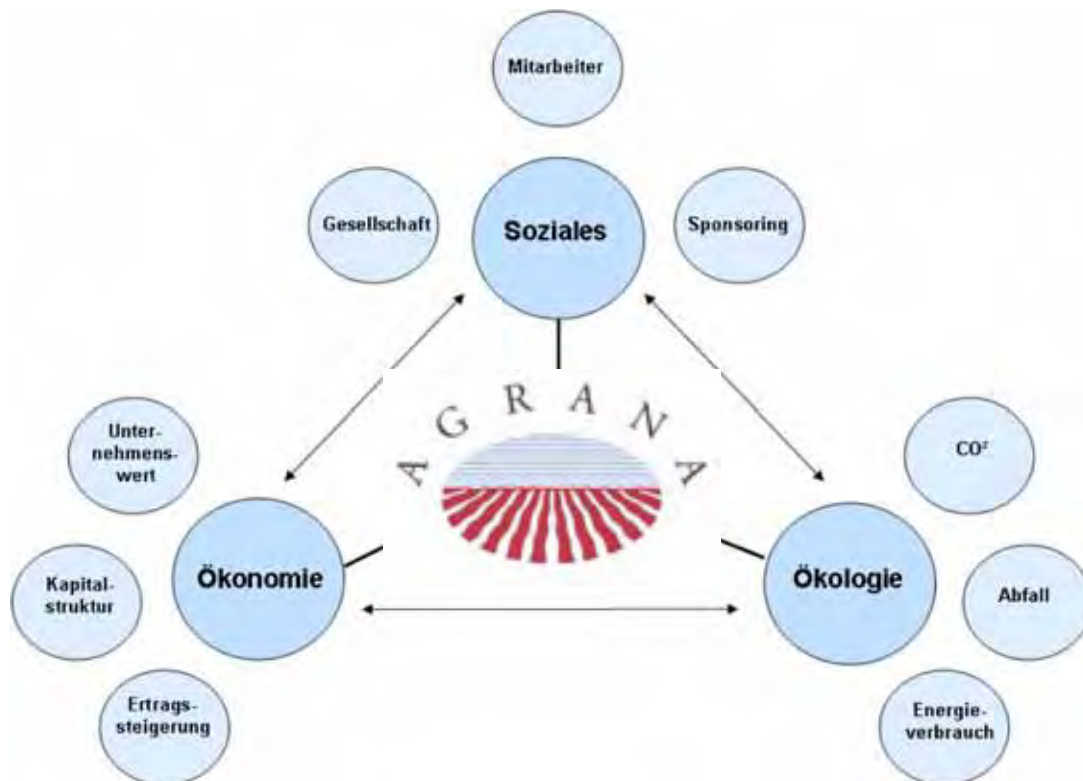 Mitarbeiter
Gesellschaft
Soziales
Sponsoring
AGRANA
Unter-
nehmens-
wert
CO²
Ökonomie
Ökologie
Kapital-
struktur
Abfall
Ertrags-
steigerung
Energie-
verbrauch